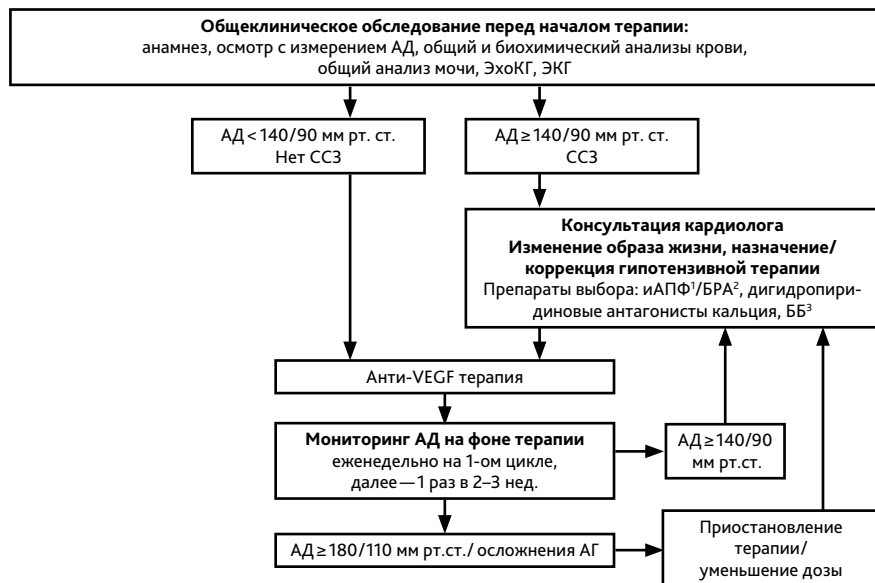 Общеклиническое обследование перед началом терапии:
анамнез, осмотр с измерением АД, общий и биохимический анализы крови,
общий анализ мочи, ЭхоКГ, ЭКГ
АД < 140/90 мм рт. ст.
Нет ССЗ
АД ≥ 140/90 мм рт. ст.
ССЗ
Консультация кардиолога
Изменение образа жизни, назначение/
коррекция гипотензивной терапии
Препараты выбора: иАПФ¹/БРА², дигидропири-
диновые антагонисты кальция, ББ³
Анти-VEGF терапия
Мониторинг АД на фоне терапии
еженедельно на 1-ом цикле,
далее — 1 раз в 2–3 нед.
АД ≥ 140/90
мм рт.ст.
АД ≥ 180/110 мм рт.ст./ осложнения АГ
Приостановление
терапии/
уменьшение дозы